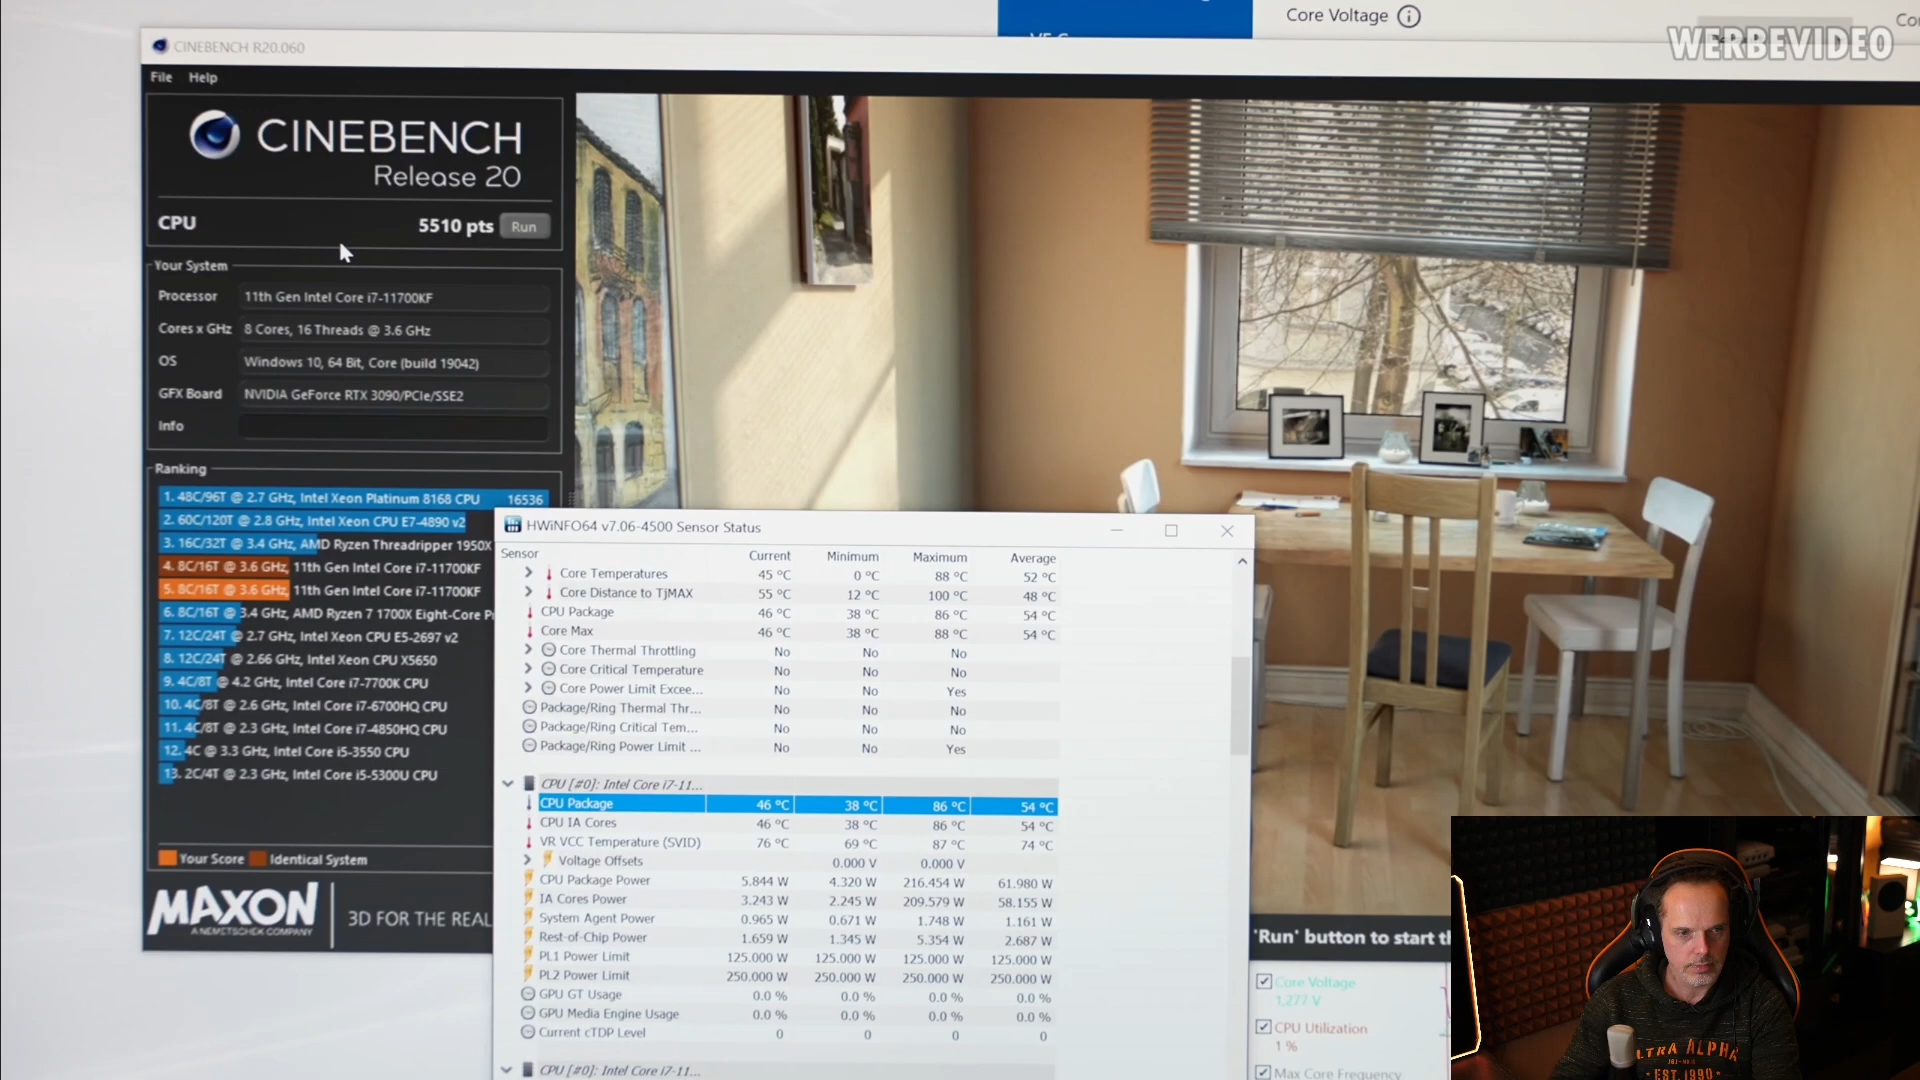 Core Voltage
WERBEVIDEO
CINEBENCH R20.060
File Help
CINEBENCH
Release 20
CPU 5510 pts Run
Your System
Processor 11th Gen Intel Core i7-11700KF
Cores x GHz 8 Cores, 16 Threads @ 3.6 GHz
OS Windows 10, 64 Bit, Core (build 19042)
GFX Board NVIDIA GeForce RTX 3090/PCIe/SSE2
Info
Ranking
1. 48C/96T @ 2.7 GHz, Intel Xeon Platinum 8168 CPU 16536
2. 60C/120T @ 2.8 GHz, Intel Xeon CPU E7-4890 v2
3. 16C/32T @ 3.4 GHz, AMD Ryzen Threadripper 1950X
4. 8C/16T @ 3.6 GHz, 11th Gen Intel Core i7-11700KF
5. 8C/16T @ 3.6 GHz, 11th Gen Intel Core i7-11700KF
6. 8C/16T @ 3.4 GHz, AMD Ryzen 7 1700X Eight-Core P
7. 12C/24T @ 2.7 GHz, Intel Xeon CPU E5-2697 v2
8. 12C/24T @ 2.66 GHz, Intel Xeon CPU X5650
9. 4C/8T @ 4.2 GHz, Intel Core i7-7700K CPU
10. 4C/8T @ 2.6 GHz, Intel Core i7-6700HQ CPU
11. 4C/8T @ 2.3 GHz, Intel Core i7-4850HQ CPU
12. 4C @ 3.3 GHz, Intel Core i5-3550 CPU
13. 2C/4T @ 2.3 GHz, Intel Core i5-5300U CPU
Your Score Identical System
MAXON
A NEMETSCHEK COMPANY
3D FOR THE REAL
HWiNFO64 v7.06-4500 Sensor Status
Sensor Current Minimum Maximum Average
Core Temperatures 45 °C 0 °C 88 °C 52 °C
Core Distance to TjMAX 55 °C 12 °C 100 °C 48 °C
CPU Package 46 °C 38 °C 86 °C 54 °C
Core Max 46 °C 38 °C 88 °C 54 °C
Core Thermal Throttling No No No
Core Critical Temperature No No No
Core Power Limit Excee... No No Yes
Package/Ring Thermal Thr... No No No
Package/Ring Critical Tem... No No No
Package/Ring Power Limit ... No No Yes
CPU [#0]: Intel Core i7-11...
CPU Package 46 °C 38 °C 86 °C 54 °C
CPU IA Cores 46 °C 38 °C 86 °C 54 °C
VR VCC Temperature (SVID) 76 °C 69 °C 87 °C 74 °C
Voltage Offsets 0.000 V 0.000 V
CPU Package Power 5.844 W 4.320 W 216.454 W 61.980 W
IA Cores Power 3.243 W 2.245 W 209.579 W 58.155 W
System Agent Power 0.965 W 0.671 W 1.748 W 1.161 W
Rest-of-Chip Power 1.659 W 1.345 W 5.354 W 2.687 W
PL1 Power Limit 125.000 W 125.000 W 125.000 W 125.000 W
PL2 Power Limit 250.000 W 250.000 W 250.000 W 250.000 W
GPU GT Usage 0.0 % 0.0 % 0.0 % 0.0 %
GPU Media Engine Usage 0.0 % 0.0 % 0.0 % 0.0 %
Current cTDP Level 0 0 0 0
CPU [#0]: Intel Core i7-11...
'Run' button to start th
Core Voltage
1,277 V
CPU Utilization
1 %
Max Core Frequency
LTRA ALPHA
EST. 1990